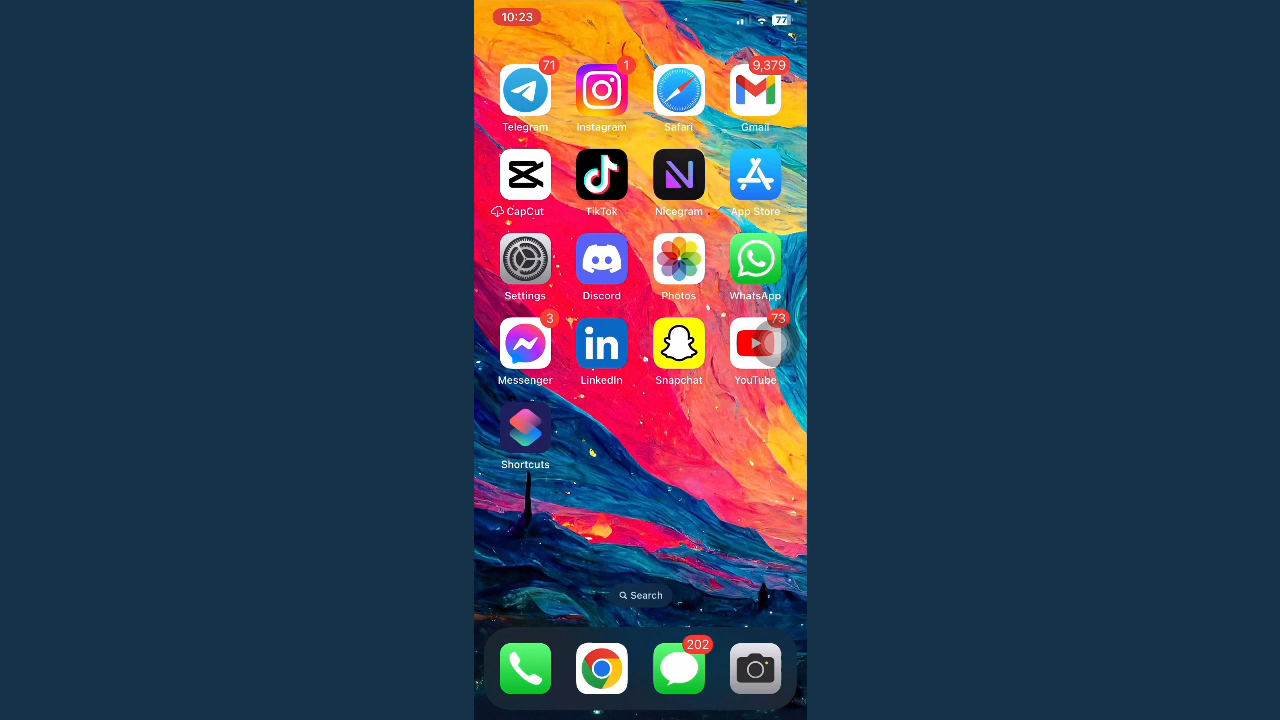 10:23
77
71
1
9,379
Telegram Instagram Safari Gmail
CapCut TikTok Nicegram App Store
Settings Discord Photos WhatsApp
3
in
73
Messenger LinkedIn Snapchat YouTube
Shortcuts
Search
202